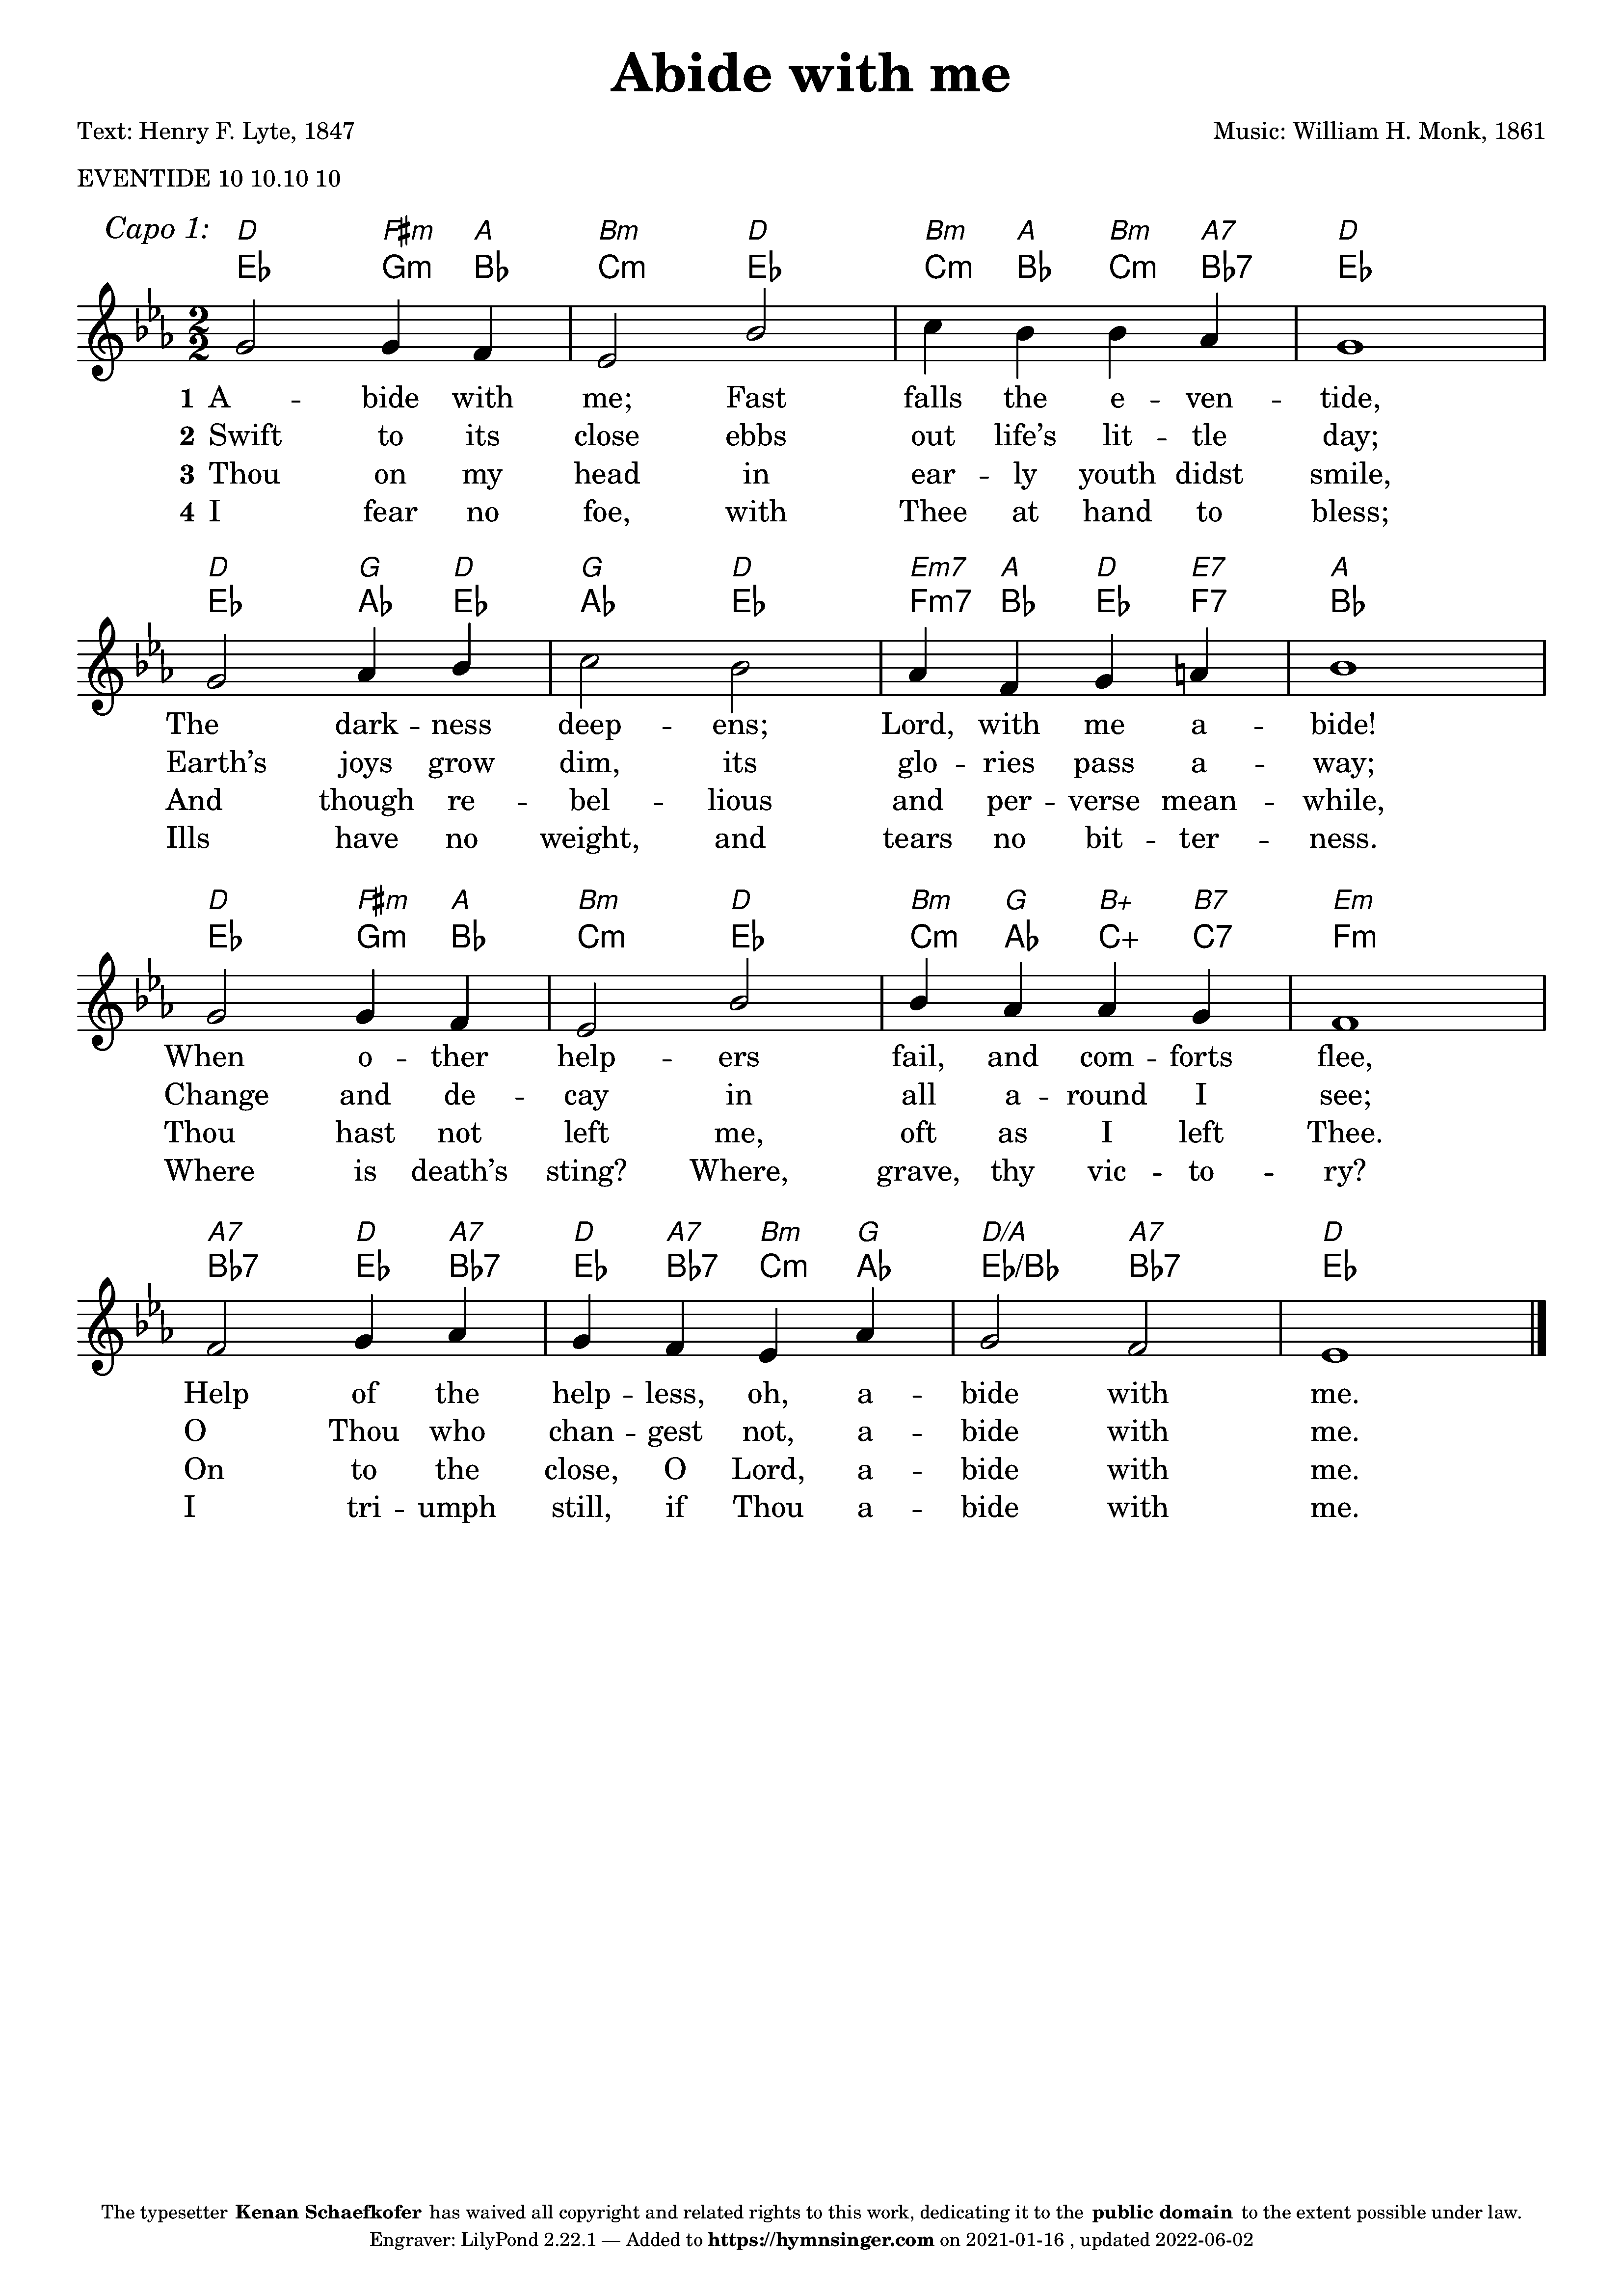 Abide with me
Text: Henry F. Lyte, 1847
Music: William H. Monk, 1861
EVENTIDE 10 10.10 10
Capo 1: D F♯m A Bm D Bm A Bm A7 D
E♭ Gm B♭ Cm E♭ Cm B♭ Cm B♭7 E♭
2
2
1 A -- bide with me; Fast falls the e -- ven -- tide,
2 Swift to its close ebbs out life’s lit -- tle day;
3 Thou on my head in ear -- ly youth didst smile,
4 I fear no foe, with Thee at hand to bless;
D G D G D Em7 A D E7 A
E♭ A♭ E♭ A♭ E♭ Fm7 B♭ E♭ F7 B♭
The dark -- ness deep -- ens; Lord, with me a -- bide!
Earth’s joys grow dim, its glo -- ries pass a -- way;
And though re -- bel -- lious and per -- verse mean -- while,
Ills have no weight, and tears no bit -- ter -- ness.
D F♯m A Bm D Bm G B+ B7 Em
E♭ Gm B♭ Cm E♭ Cm A♭ C+ C7 Fm
When o -- ther help -- ers fail, and com -- forts flee,
Change and de -- cay in all a -- round I see;
Thou hast not left me, oft as I left Thee.
Where is death’s sting? Where, grave, thy vic -- to -- ry?
A7 D A7 D A7 Bm G D/A A7 D
B♭7 E♭ B♭7 E♭ B♭7 Cm A♭ E♭/B♭ B♭7 E♭
Help of the help -- less, oh, a -- bide with me.
O Thou who chan -- gest not, a -- bide with me.
On to the close, O Lord, a -- bide with me.
I tri -- umph still, if Thou a -- bide with me.
The typesetter Kenan Schaefkofer has waived all copyright and related rights to this work, dedicating it to the public domain to the extent possible under law.
Engraver: LilyPond 2.22.1 — Added to https://hymnsinger.com on 2021-01-16 , updated 2022-06-02